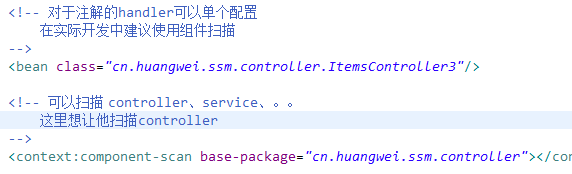 <!-- 对于注解的handler可以单个配置
在实际开发中建议使用组件扫描
-->
<bean class="cn.huangwei.ssm.controller.ItemsController3"/>
<!-- 可以扫描 controller、service、。。
这里想让他扫描controller
-->
<context:component-scan base-package="cn.huangwei.ssm.controller"></con